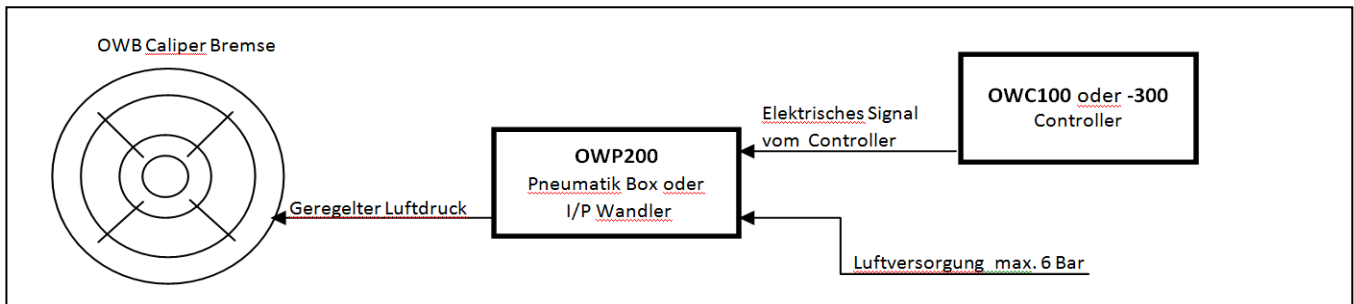 OWB Caliper Bremse
OWC100 oder -300
Controller
Elektrisches Signal
vom Controller
OWP200
Pneumatik Box oder
I/P Wandler
Geregelter Luftdruck
Luftversorgung max. 6 Bar